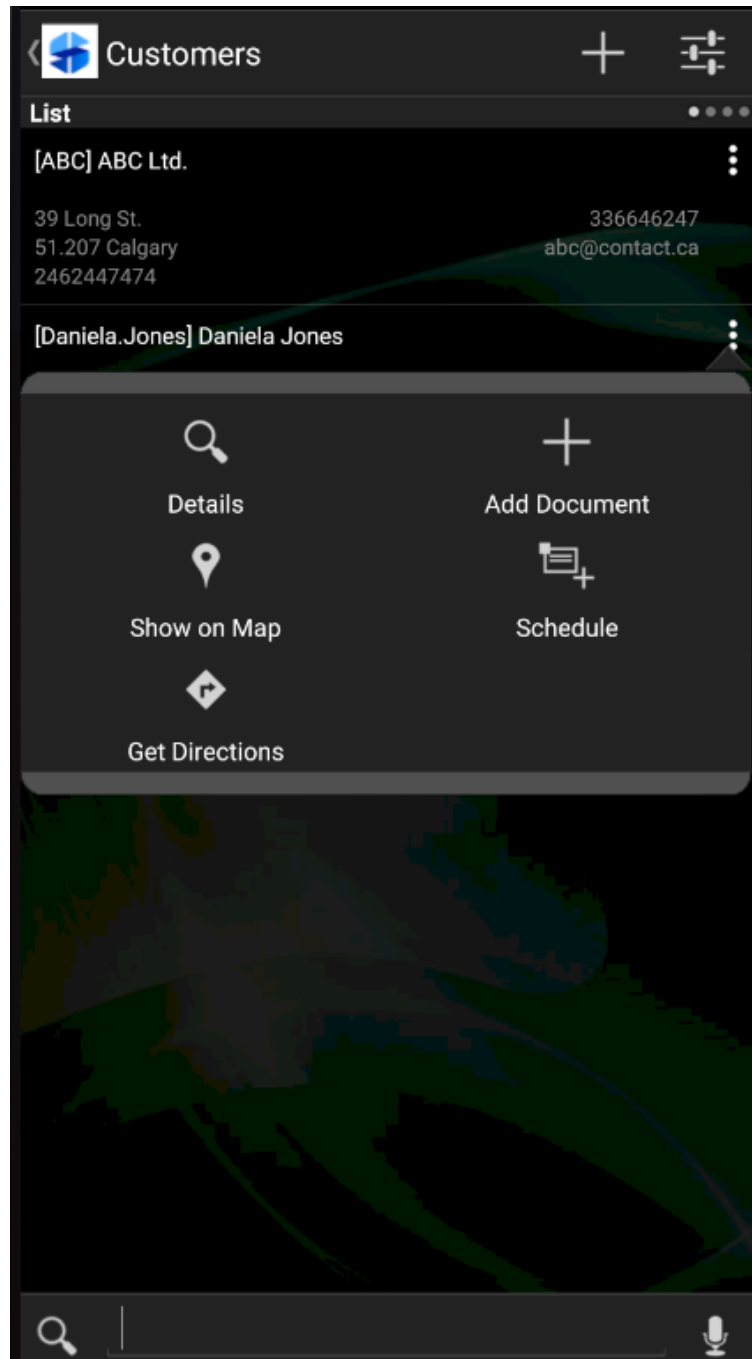 Customers
List
[ABC] ABC Ltd.
39 Long St.
336646247
51.207 Calgary
abc@contact.ca
2462447474
[Daniela.Jones] Daniela Jones
Details
Add Document
Show on Map
Schedule
Get Directions